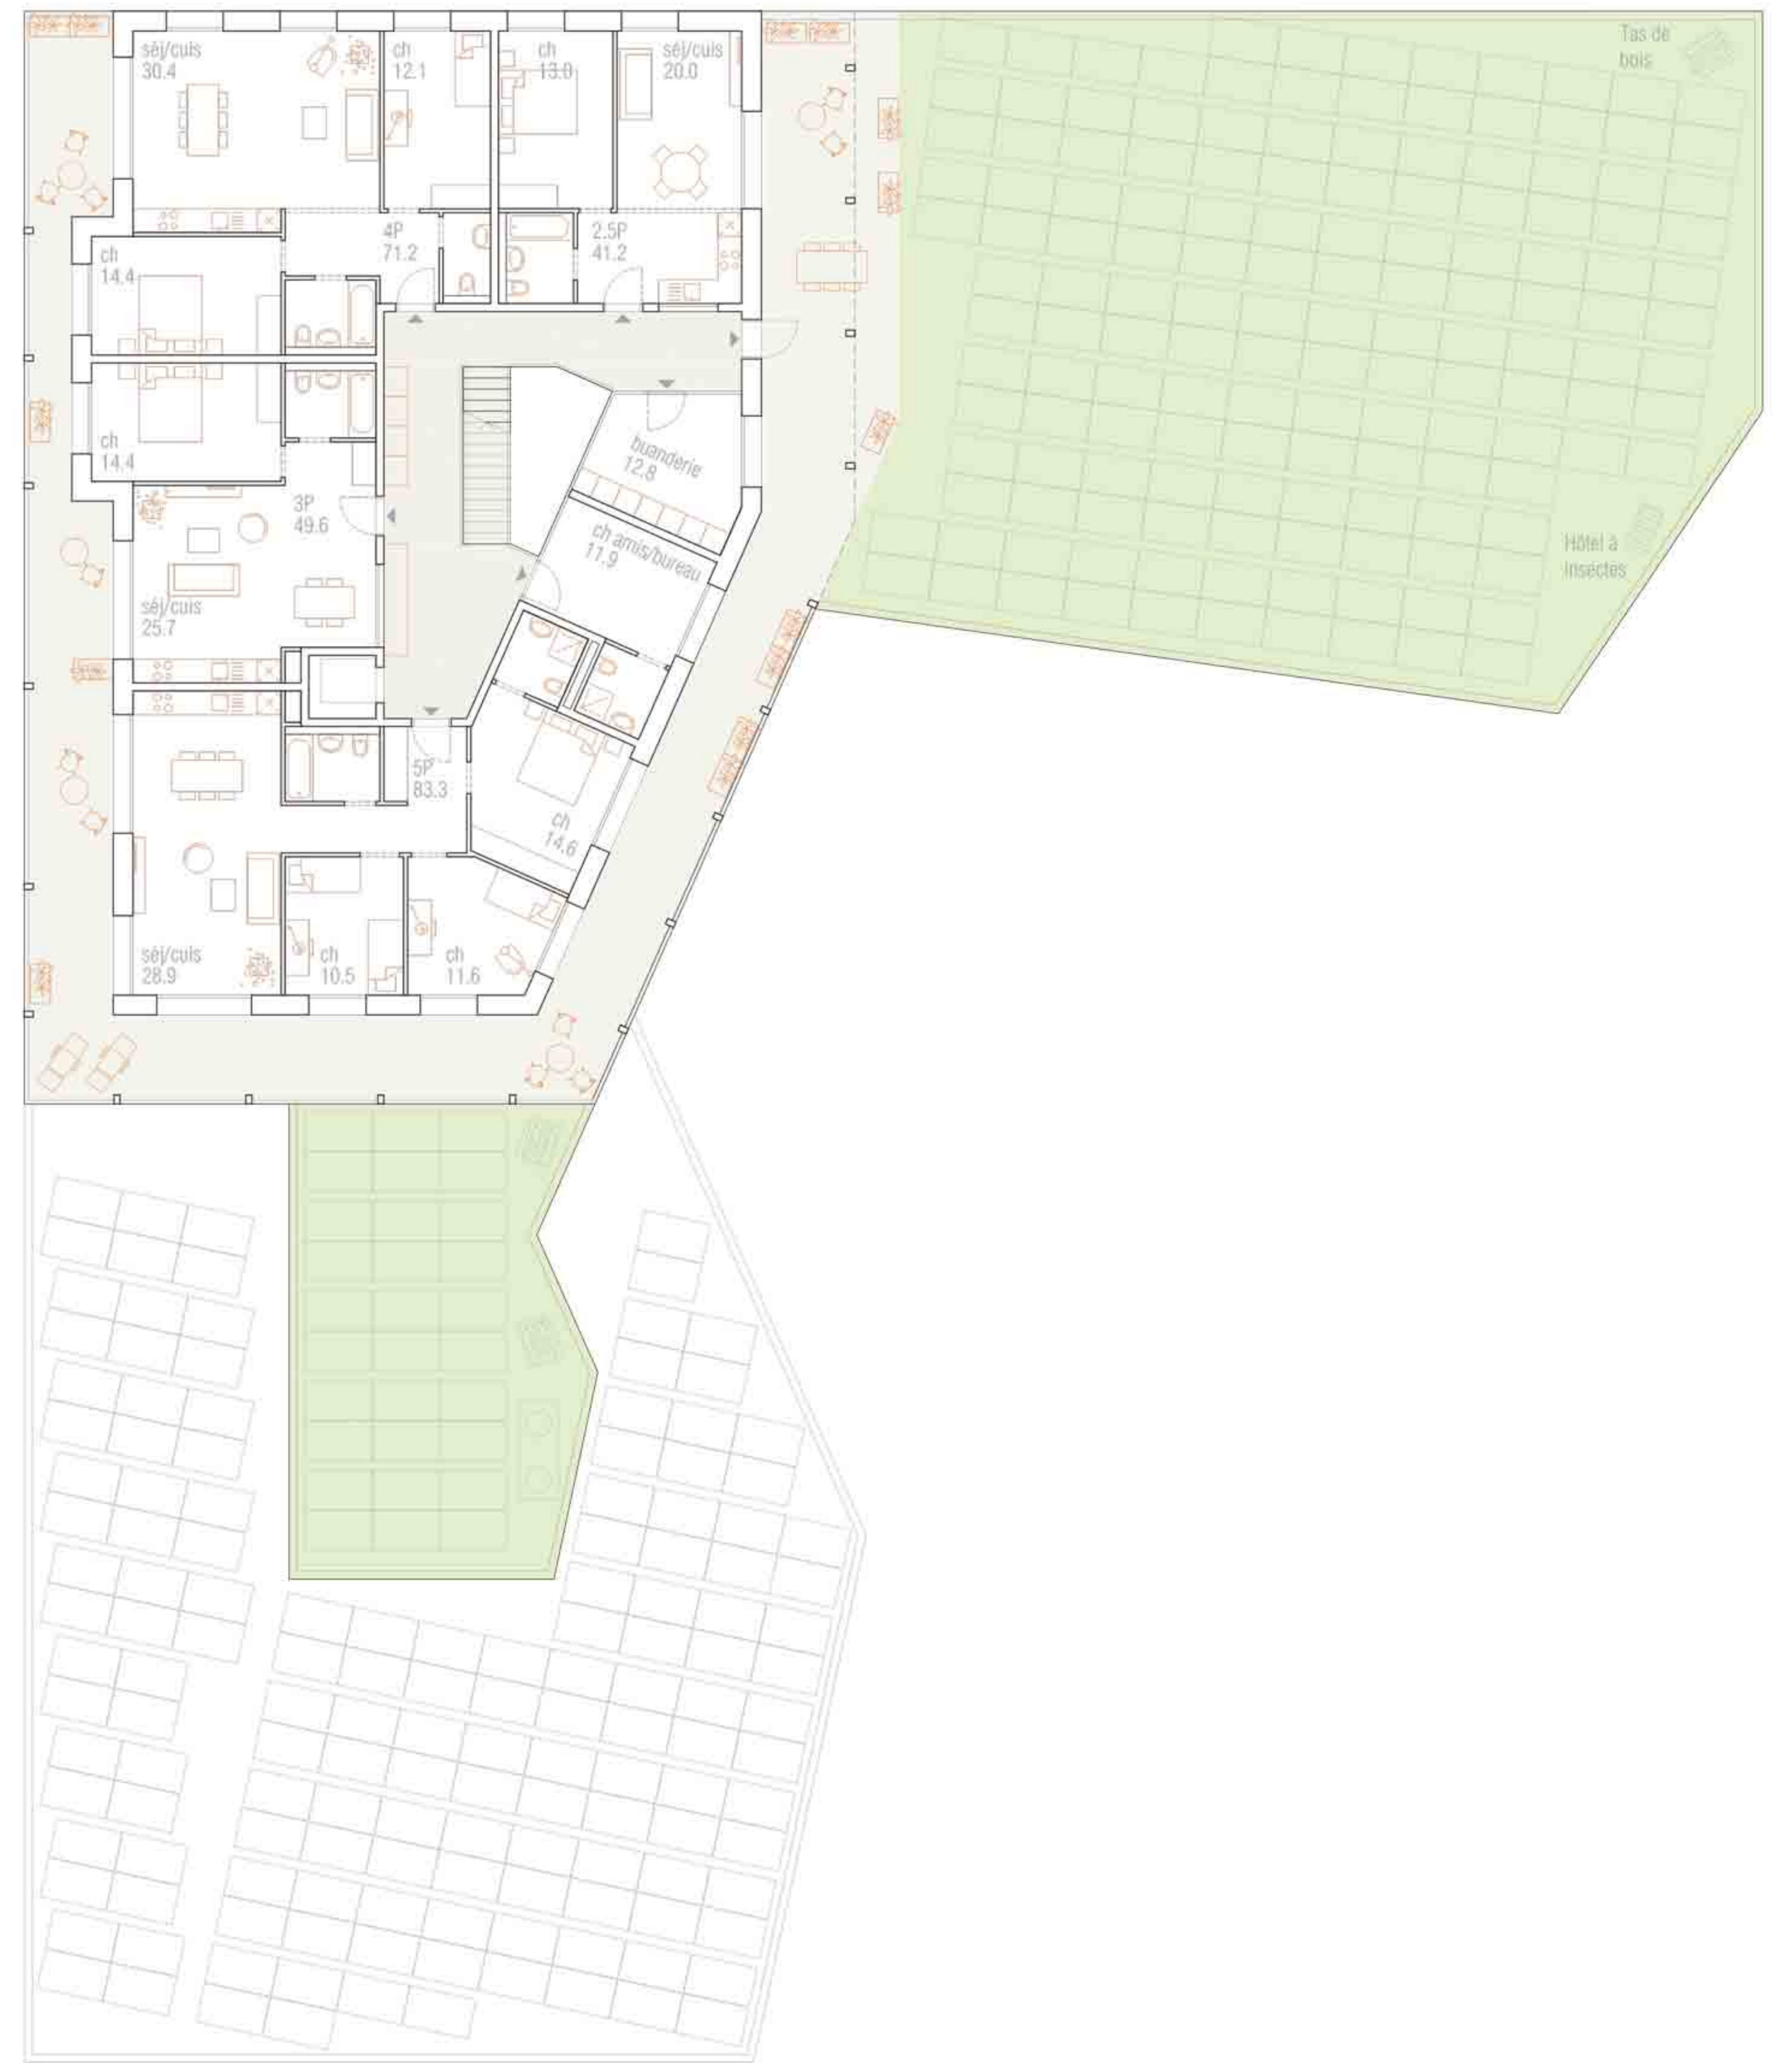 séj/cuis
30.4
ch
12.1
ch
13.0
séj/cuis
20.0
Tas de
bois
4P
71.2
2.5P
41.2
ch
14.4
ch
14.4
buanderie
12.8
3P
49.6
ch amis/bureau
11.9
Hôtel à
insectes
séj/cuis
25.7
5P
83.3
ch
14.6
séj/cuis
28.9
ch
10.5
ch
11.6